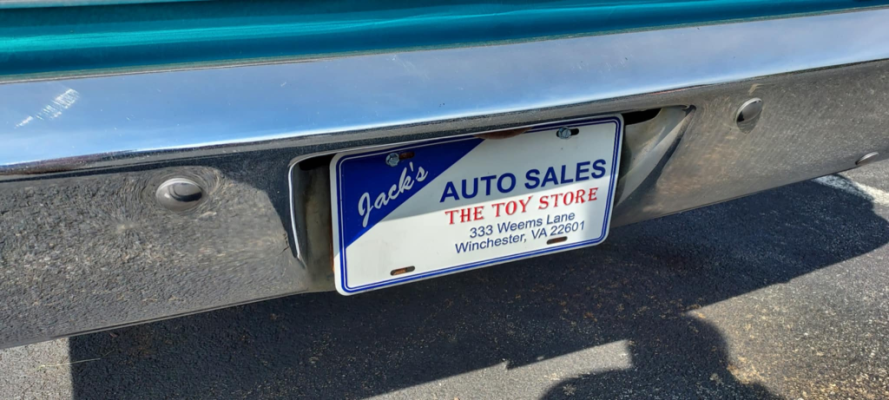 Jack's
AUTO SALES
THE TOY STORE
333 Weems Lane
Winchester, VA 22601